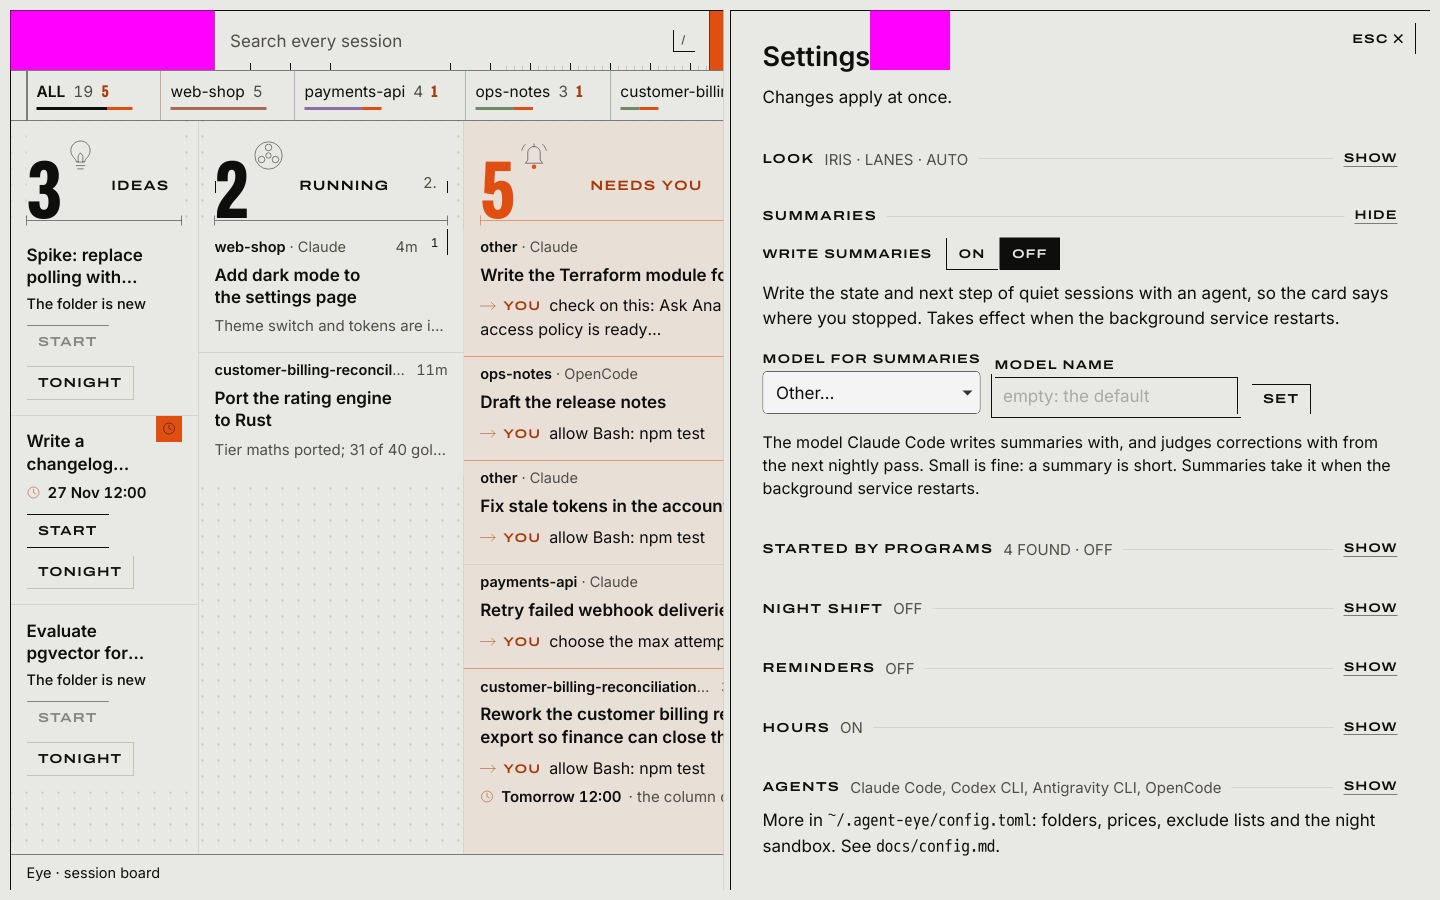 Search every session
/
ALL 19 5
web-shop 5
payments-api 4 1
ops-notes 3 1
customer-billin
3 IDEAS
Spike: replace
polling with…
The folder is new
START
TONIGHT
Write a
changelog…
27 Nov 12:00
START
TONIGHT
Evaluate
pgvector for…
The folder is new
START
TONIGHT
2 RUNNING 2.
web-shop · Claude 4m 1
Add dark mode to
the settings page
Theme switch and tokens are i…
customer-billing-reconcil… 11m
Port the rating engine
to Rust
Tier maths ported; 31 of 40 gol…
5 NEEDS YOU
other · Claude
Write the Terraform module fo
→ YOU check on this: Ask Ana
access policy is ready…
ops-notes · OpenCode
Draft the release notes
→ YOU allow Bash: npm test
other · Claude
Fix stale tokens in the accoun
→ YOU allow Bash: npm test
payments-api · Claude
Retry failed webhook deliverie
→ YOU choose the max attemp
customer-billing-reconciliation…
Rework the customer billing re
export so finance can close th
→ YOU allow Bash: npm test
Tomorrow 12:00 · the column
Eye · session board
Settings
ESC ✕
Changes apply at once.
LOOK IRIS · LANES · AUTO SHOW
SUMMARIES HIDE
WRITE SUMMARIES ON OFF
Write the state and next step of quiet sessions with an agent, so the card says
where you stopped. Takes effect when the background service restarts.
MODEL FOR SUMMARIES MODEL NAME
Other… empty: the default SET
The model Claude Code writes summaries with, and judges corrections with from
the next nightly pass. Small is fine: a summary is short. Summaries take it when the
background service restarts.
STARTED BY PROGRAMS 4 FOUND · OFF SHOW
NIGHT SHIFT OFF SHOW
REMINDERS OFF SHOW
HOURS ON SHOW
AGENTS Claude Code, Codex CLI, Antigravity CLI, OpenCode SHOW
More in ~/.agent-eye/config.toml: folders, prices, exclude lists and the night
sandbox. See docs/config.md.